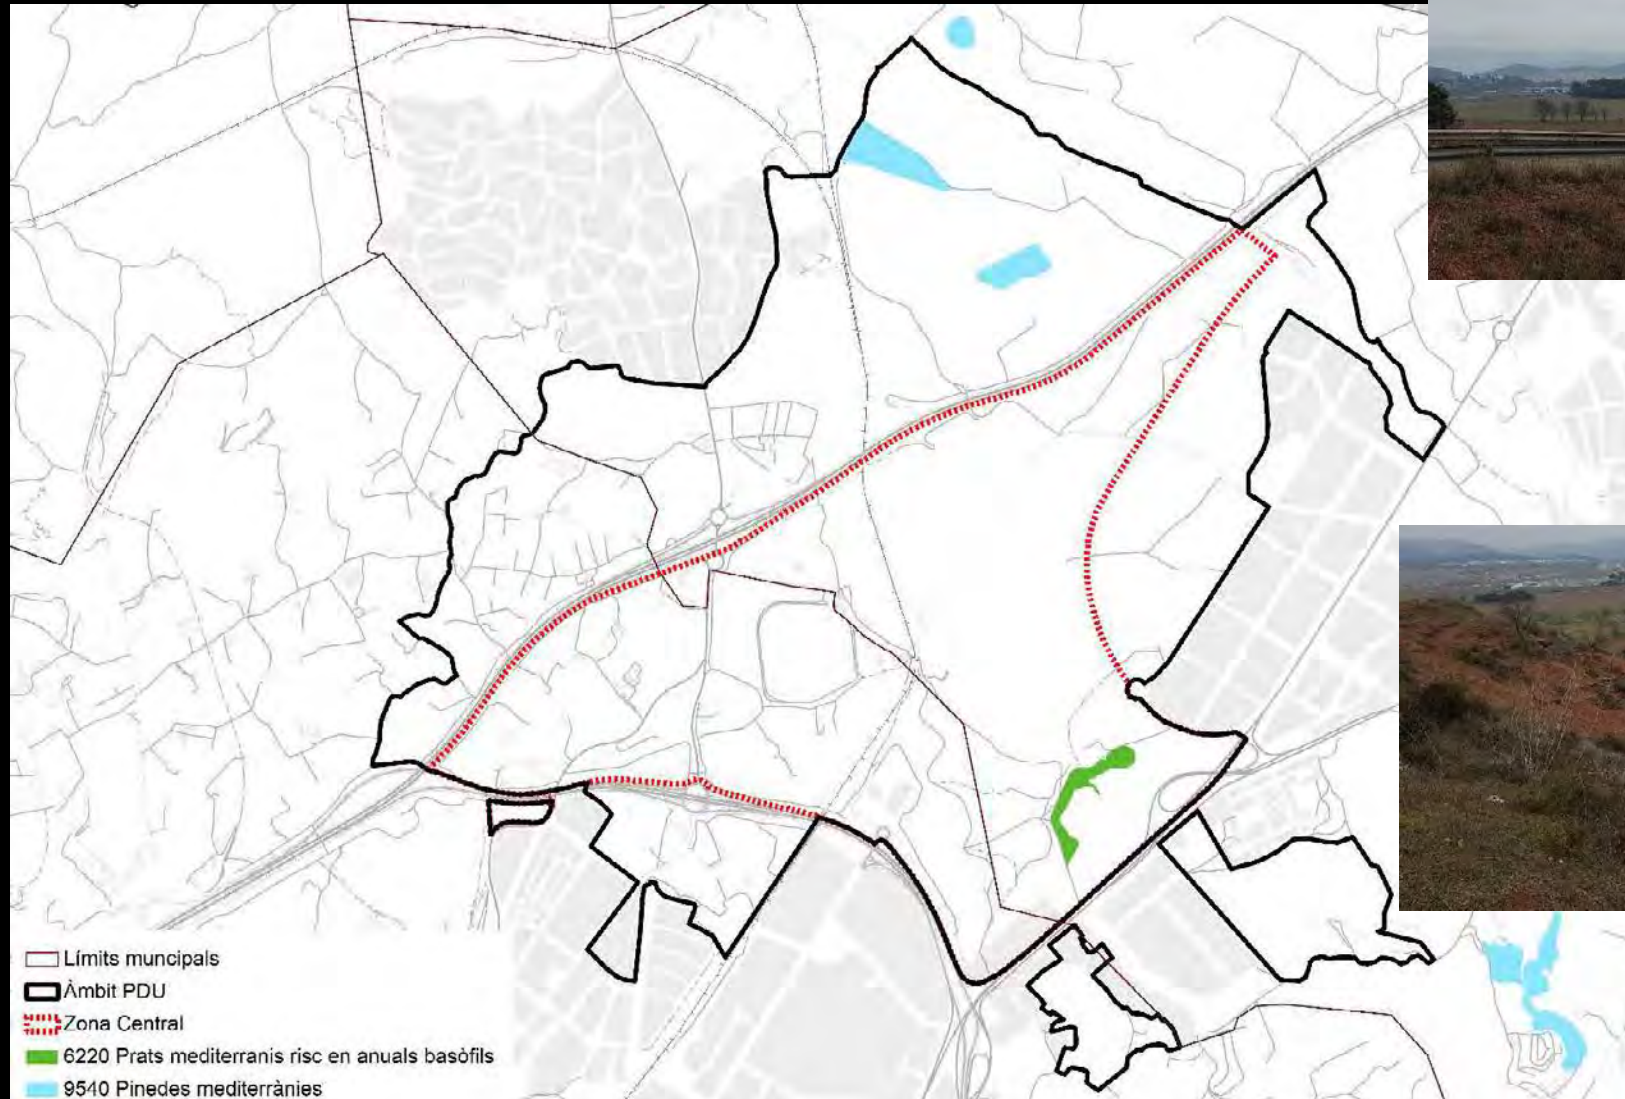 Límits muncipals
Àmbit PDU
Zona Central
6220 Prats mediterranis risc en anuals basòfils
9540 Pinedes mediterrànies